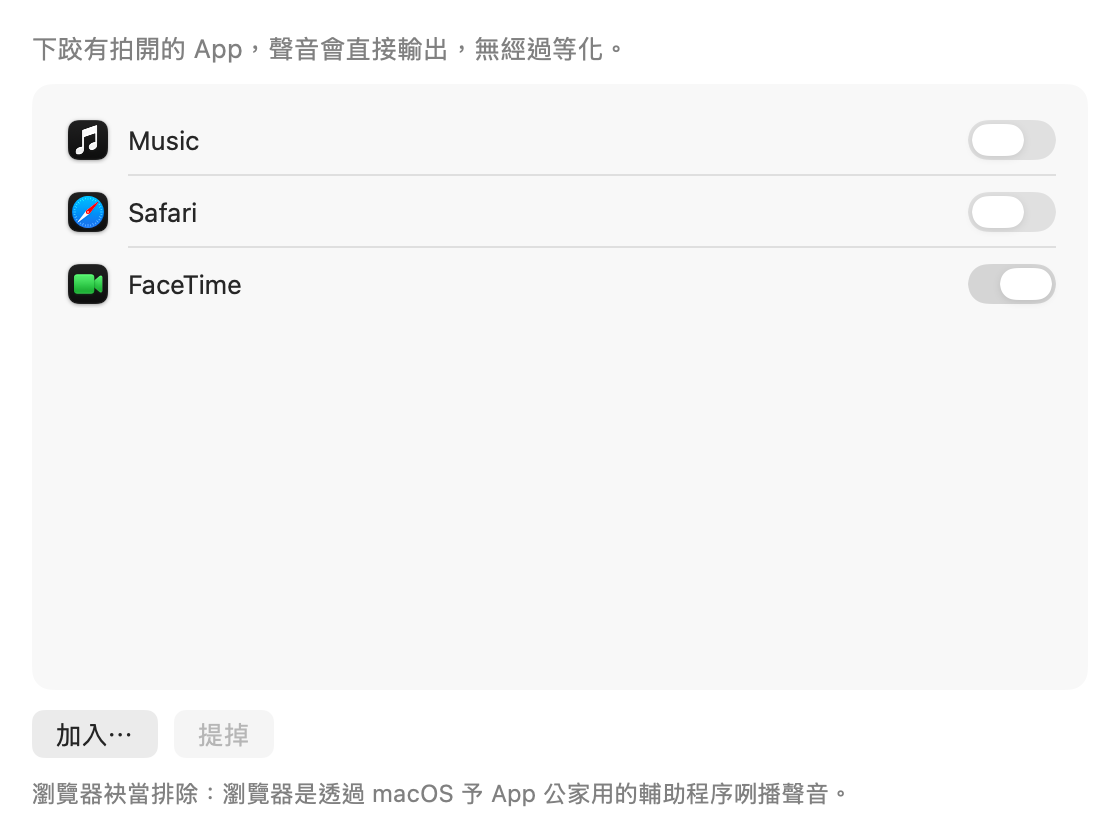 下跤有拍開的 App，聲音會直接輸出，無經過等化。
Music
Safari
FaceTime
加入⋯
提掉
瀏覽器袂當排除：瀏覽器是透過 macOS 予 App 公家用的輔助程序咧播聲音。